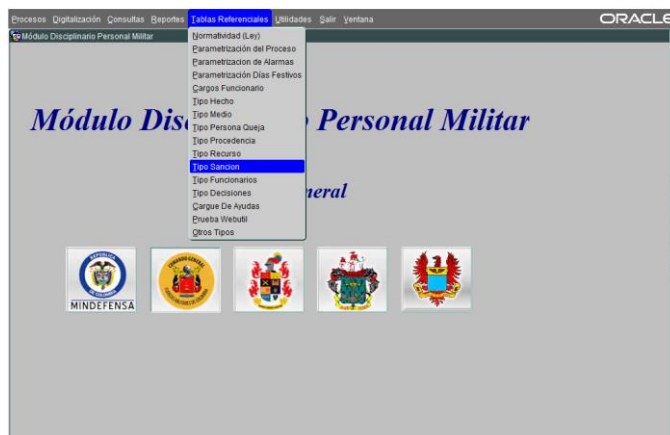 Procesos Digitalización Consultas Reportes Tablas Referenciales Utilidades Salir Ventana
ORACLE
Módulo Disciplinario Personal Militar
Normatividad (Ley)
Parametrización del Proceso
Parametrizacion de Alarmas
Parametrización Días Festivos
Cargos Funcionario
Tipo Hecho
Tipo Medio
Tipo Persona Queja
Tipo Procedencia
Tipo Recurso
Tipo Sancion
Tipo Funcionarios
Tipo Decisiones
Cargue De Ayudas
Prueba Webutil
Otros Tipos
Módulo Dis
Personal Militar
neral
MINDEFENSA